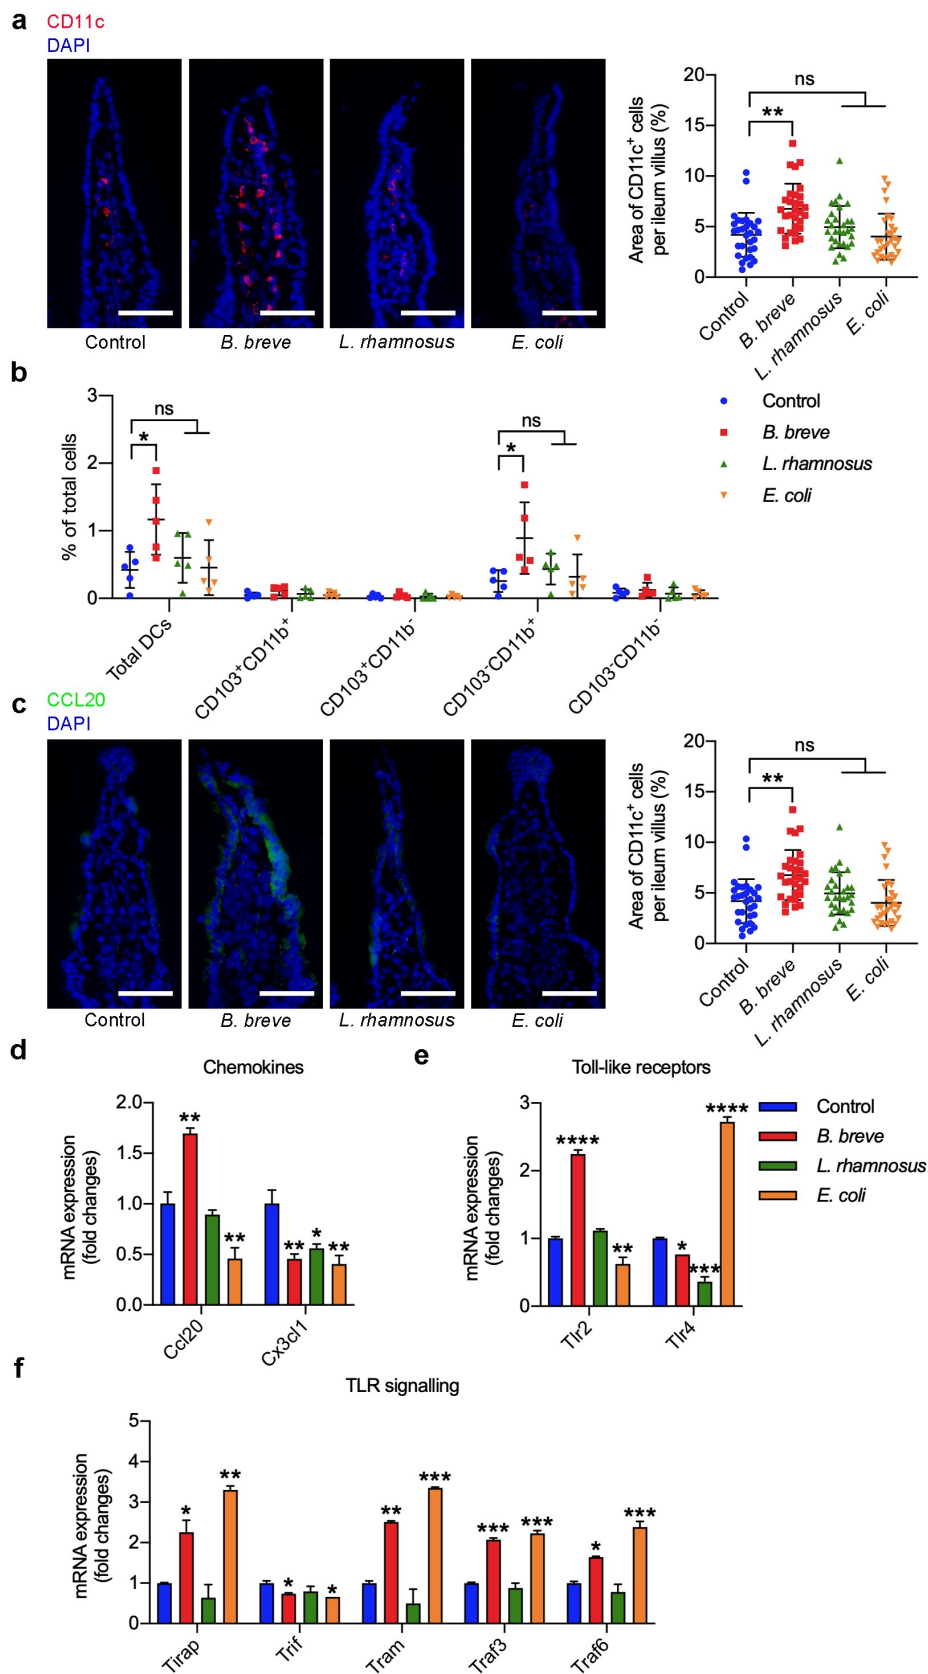 a
CD11c
DAPI
Control
B. breve
L. rhamnosus
E. coli
Area of CD11c+ cells
per ileum villus (%)
20
15
10
5
0
ns
**
Control
B. breve
L. rhamnosus
E. coli
b
% of total cells
3
2
1
0
ns
*
ns
*
Total DCs
CD103+CD11b+
CD103+CD11b-
CD103-CD11b+
CD103-CD11b-
Control
B. breve
L. rhamnosus
E. coli
c
CCL20
DAPI
Control
B. breve
L. rhamnosus
E. coli
Area of CD11c+ cells
per ileum villus (%)
20
15
10
5
0
ns
**
Control
B. breve
L. rhamnosus
E. coli
d
Chemokines
mRNA expression
(fold changes)
2.0
1.5
1.0
0.5
0.0
**
**
**
*
**
Ccl20
Cx3cl1
e
Toll-like receptors
mRNA expression
(fold changes)
3
2
1
0
****
**
*
***
****
Tlr2
Tlr4
Control
B. breve
L. rhamnosus
E. coli
f
TLR signalling
mRNA expression
(fold changes)
5
4
3
2
1
0
*
**
*
*
**
***
***
***
*
***
Tirap
Trif
Tram
Traf3
Traf6